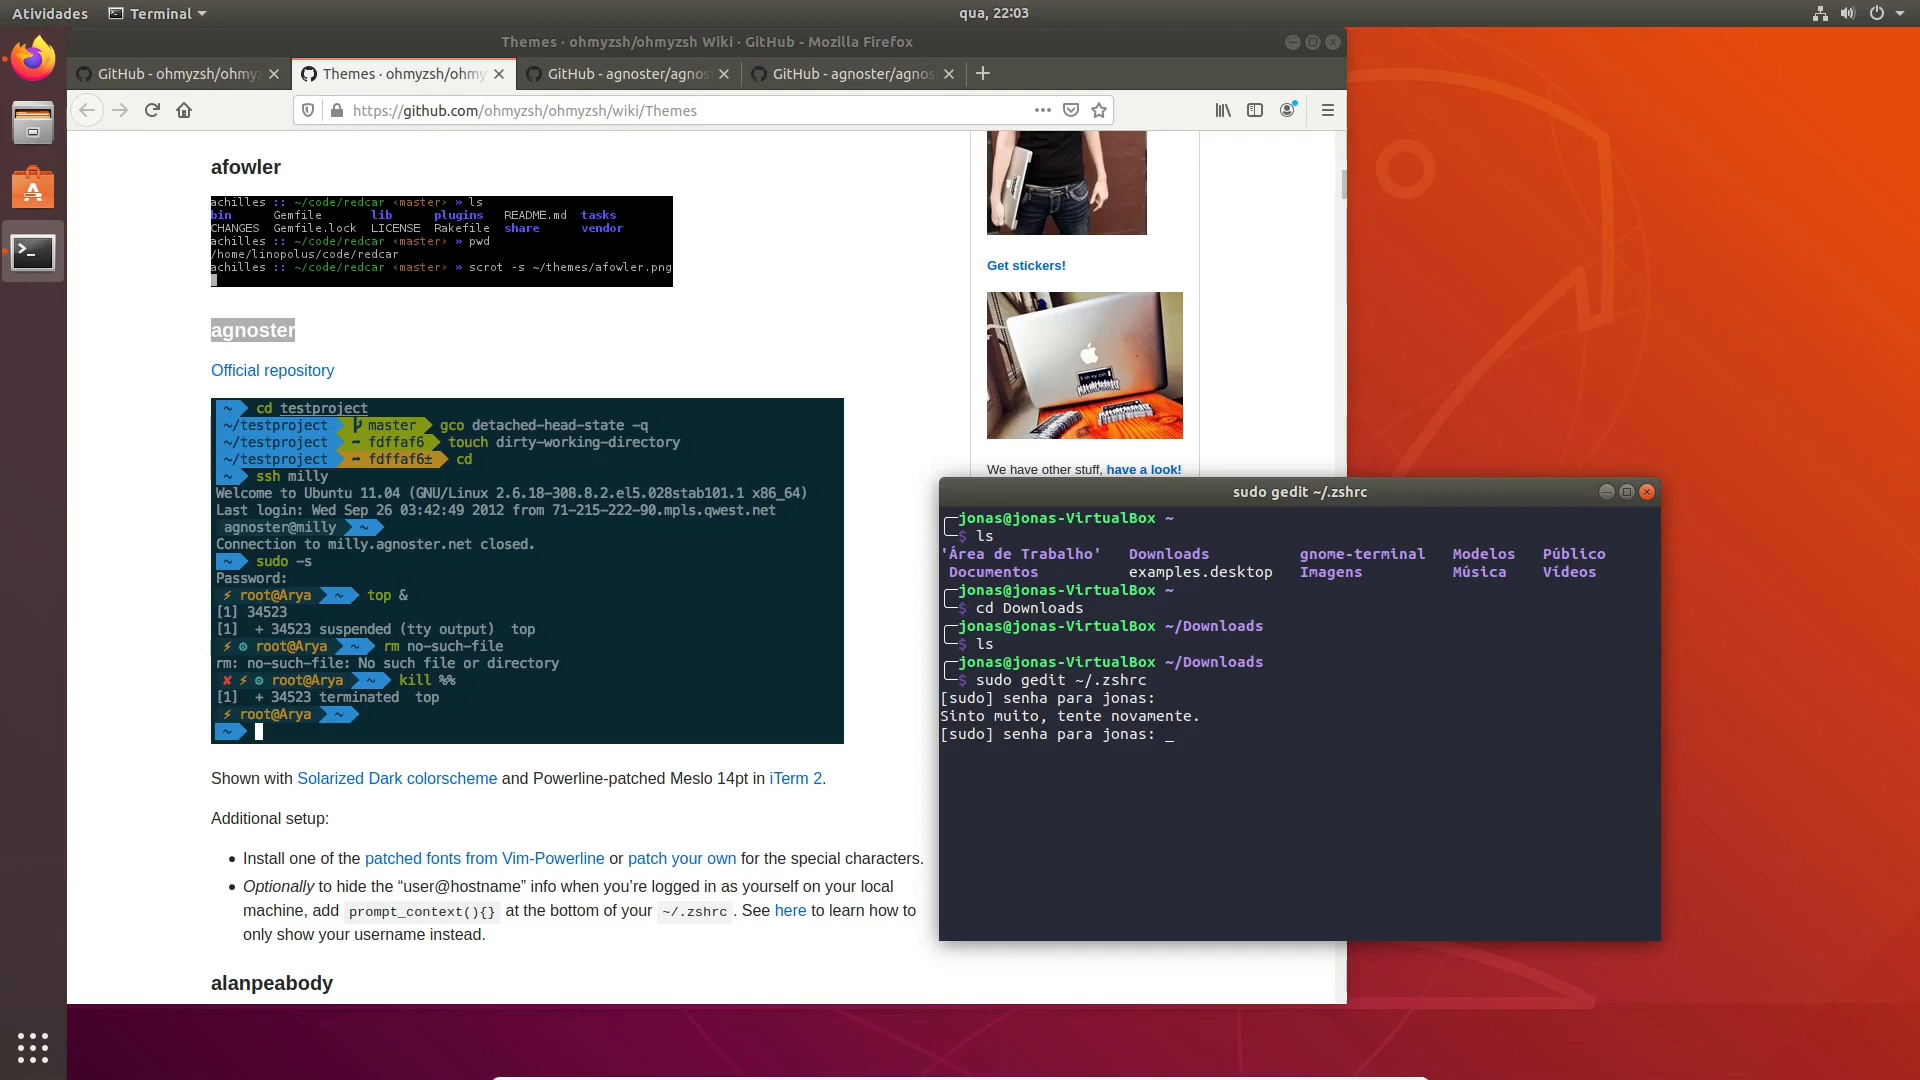 Atividades
Terminal
qua, 22:03
Themes · ohmyzsh/ohmyzsh Wiki · GitHub - Mozilla Firefox
GitHub - ohmyzsh/ohmyz
Themes · ohmyzsh/ohmy
GitHub - agnoster/agnos
GitHub - agnoster/agnos
https://github.com/ohmyzsh/ohmyzsh/wiki/Themes
afowler
achilles :: ~/code/redcar ‹master› » ls
bin Gemfile lib plugins README.md tasks
CHANGES Gemfile.lock LICENSE Rakefile share vendor
achilles :: ~/code/redcar ‹master› » pwd
/home/linopolus/code/redcar
achilles :: ~/code/redcar ‹master› » scrot -s ~/themes/afowler.png
agnoster
Official repository
~ cd testproject
~/testproject master gco detached-head-state -q
~/testproject ➦ fdffaf6 touch dirty-working-directory
~/testproject ➦ fdffaf6± cd
~ ssh milly
Welcome to Ubuntu 11.04 (GNU/Linux 2.6.18-308.8.2.el5.028stab101.1 x86_64)
Last login: Wed Sep 26 03:42:49 2012 from 71-215-222-90.mpls.qwest.net
agnoster@milly ~
Connection to milly.agnoster.net closed.
~ sudo -s
Password:
⚡ root@Arya ~ top &
[1] 34523
[1] + 34523 suspended (tty output) top
⚡ ⚙ root@Arya ~ rm no-such-file
rm: no-such-file: No such file or directory
✘ ⚡ ⚙ root@Arya ~ kill %%
[1] + 34523 terminated top
⚡ root@Arya ~
~
Shown with Solarized Dark colorscheme and Powerline-patched Meslo 14pt in iTerm 2.
Additional setup:
• Install one of the patched fonts from Vim-Powerline or patch your own for the special characters.
• Optionally to hide the “user@hostname” info when you’re logged in as yourself on your local
machine, add prompt_context(){} at the bottom of your ~/.zshrc. See here to learn how to
only show your username instead.
alanpeabody
Get stickers!
We have other stuff, have a look!
sudo gedit ~/.zshrc
╭─jonas@jonas-VirtualBox ~
╰─$ ls
'Área de Trabalho' Downloads gnome-terminal Modelos Público
Documentos examples.desktop Imagens Música Vídeos
╭─jonas@jonas-VirtualBox ~
╰─$ cd Downloads
╭─jonas@jonas-VirtualBox ~/Downloads
╰─$ ls
╭─jonas@jonas-VirtualBox ~/Downloads
╰─$ sudo gedit ~/.zshrc
[sudo] senha para jonas:
Sinto muito, tente novamente.
[sudo] senha para jonas: _